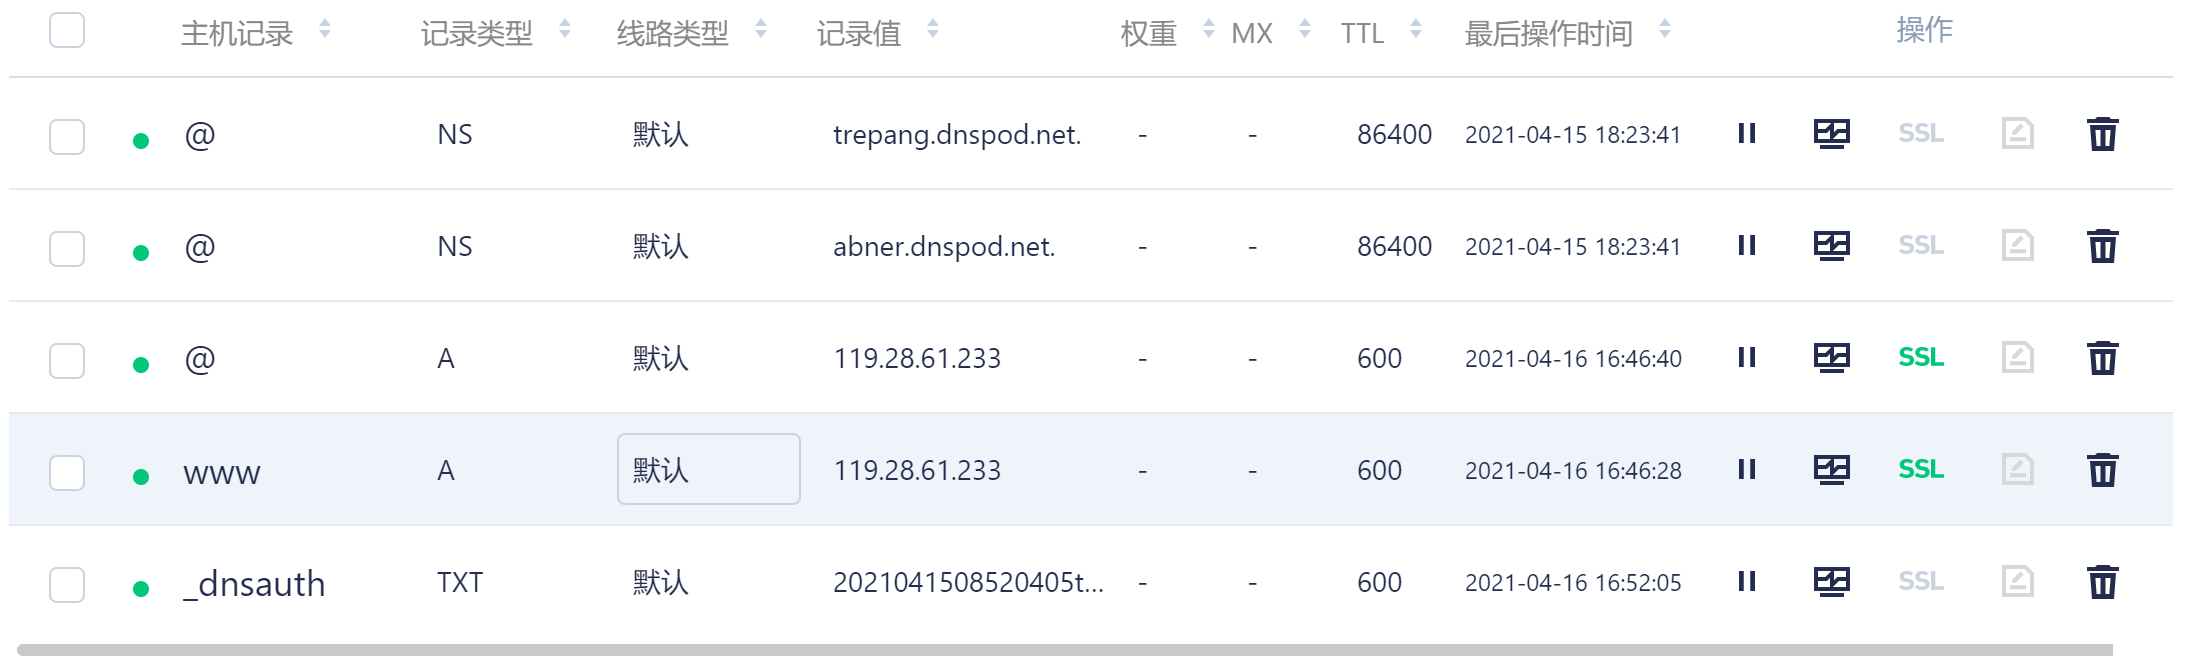 主机记录 记录类型 线路类型 记录值 权重 MX TTL 最后操作时间 操作
@ NS 默认 trepang.dnspod.net. - - 86400 2021-04-15 18:23:41 SSL
@ NS 默认 abner.dnspod.net. - - 86400 2021-04-15 18:23:41 SSL
@ A 默认 119.28.61.233 - - 600 2021-04-16 16:46:40 SSL
www A 默认 119.28.61.233 - - 600 2021-04-16 16:46:28 SSL
_dnsauth TXT 默认 2021041508520405t... - - 600 2021-04-16 16:52:05 SSL